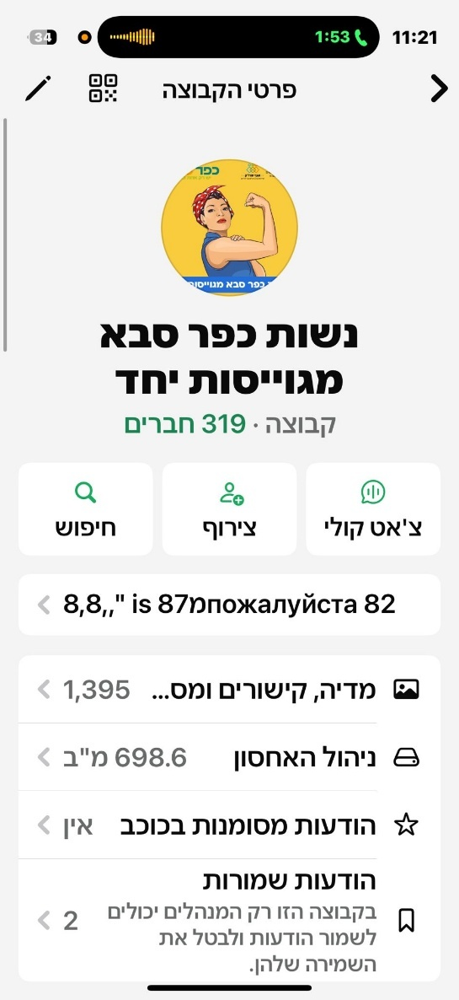 11:21
1:53
34
פרטי הקבוצה
כפר
כפר סבא מגוייסות
נשות כפר סבא
מגוייסות יחד
קבוצה · 319 חברים
צ'אט קולי
צירוף
חיפוש
8,8,," is 87מпожалуйста 82
מדיה, קישורים ומס... 1,395
ניהול האחסון 698.6 מ"ב
הודעות מסומנות בכוכב אין
הודעות שמורות
בקבוצה הזו רק המנהלים יכולים
לשמור הודעות ולבטל את
השמירה שלהן.
2